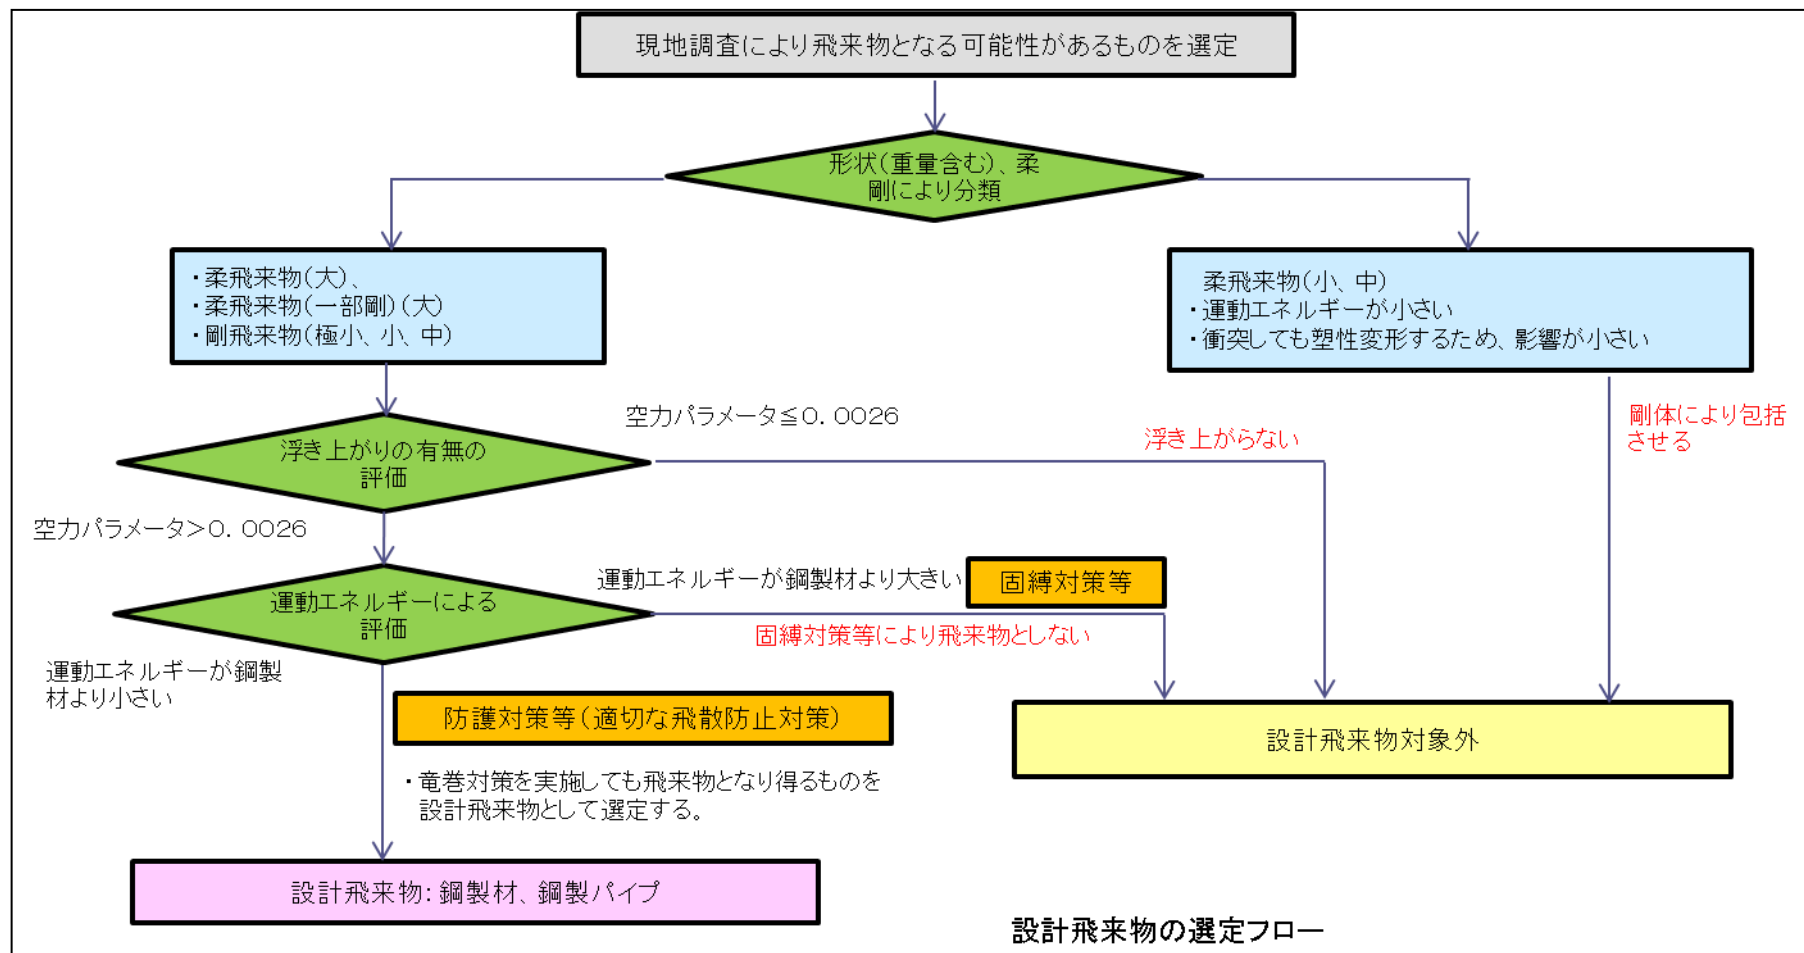 現地調査により飛来物となる可能性があるものを選定
形状(重量含む)、柔
剛により分類
・柔飛来物(大)、
・柔飛来物(一部剛)(大)
・剛飛来物(極小、小、中)
柔飛来物(小、中)
・運動エネルギーが小さい
・衝突しても塑性変形するため、影響が小さい
空力パラメータ≦0.0026
浮き上がらない
剛体により包括
させる
浮き上がりの有無の
評価
空力パラメータ>0.0026
運動エネルギーが鋼製材より大きい
固縛対策等
運動エネルギーによる
評価
固縛対策等により飛来物としない
運動エネルギーが鋼製
材より小さい
防護対策等(適切な飛散防止対策)
設計飛来物対象外
・竜巻対策を実施しても飛来物となり得るものを
設計飛来物として選定する。
設計飛来物:鋼製材、鋼製パイプ
設計飛来物の選定フロー